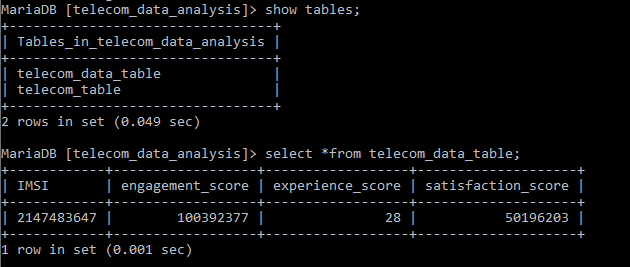 MariaDB [telecom_data_analysis]> show tables;
+-------------------------------+
| Tables_in_telecom_data_analysis |
+-------------------------------+
| telecom_data_table              |
| telecom_table                   |
+-------------------------------+
2 rows in set (0.049 sec)
MariaDB [telecom_data_analysis]> select *from telecom_data_table;
+------------+------------------+------------------+--------------------+
| IMSI       | engagement_score | experience_score | satisfaction_score |
+------------+------------------+------------------+--------------------+
| 2147483647 |        100392377 |               28 |           50196203 |
+------------+------------------+------------------+--------------------+
1 row in set (0.001 sec)